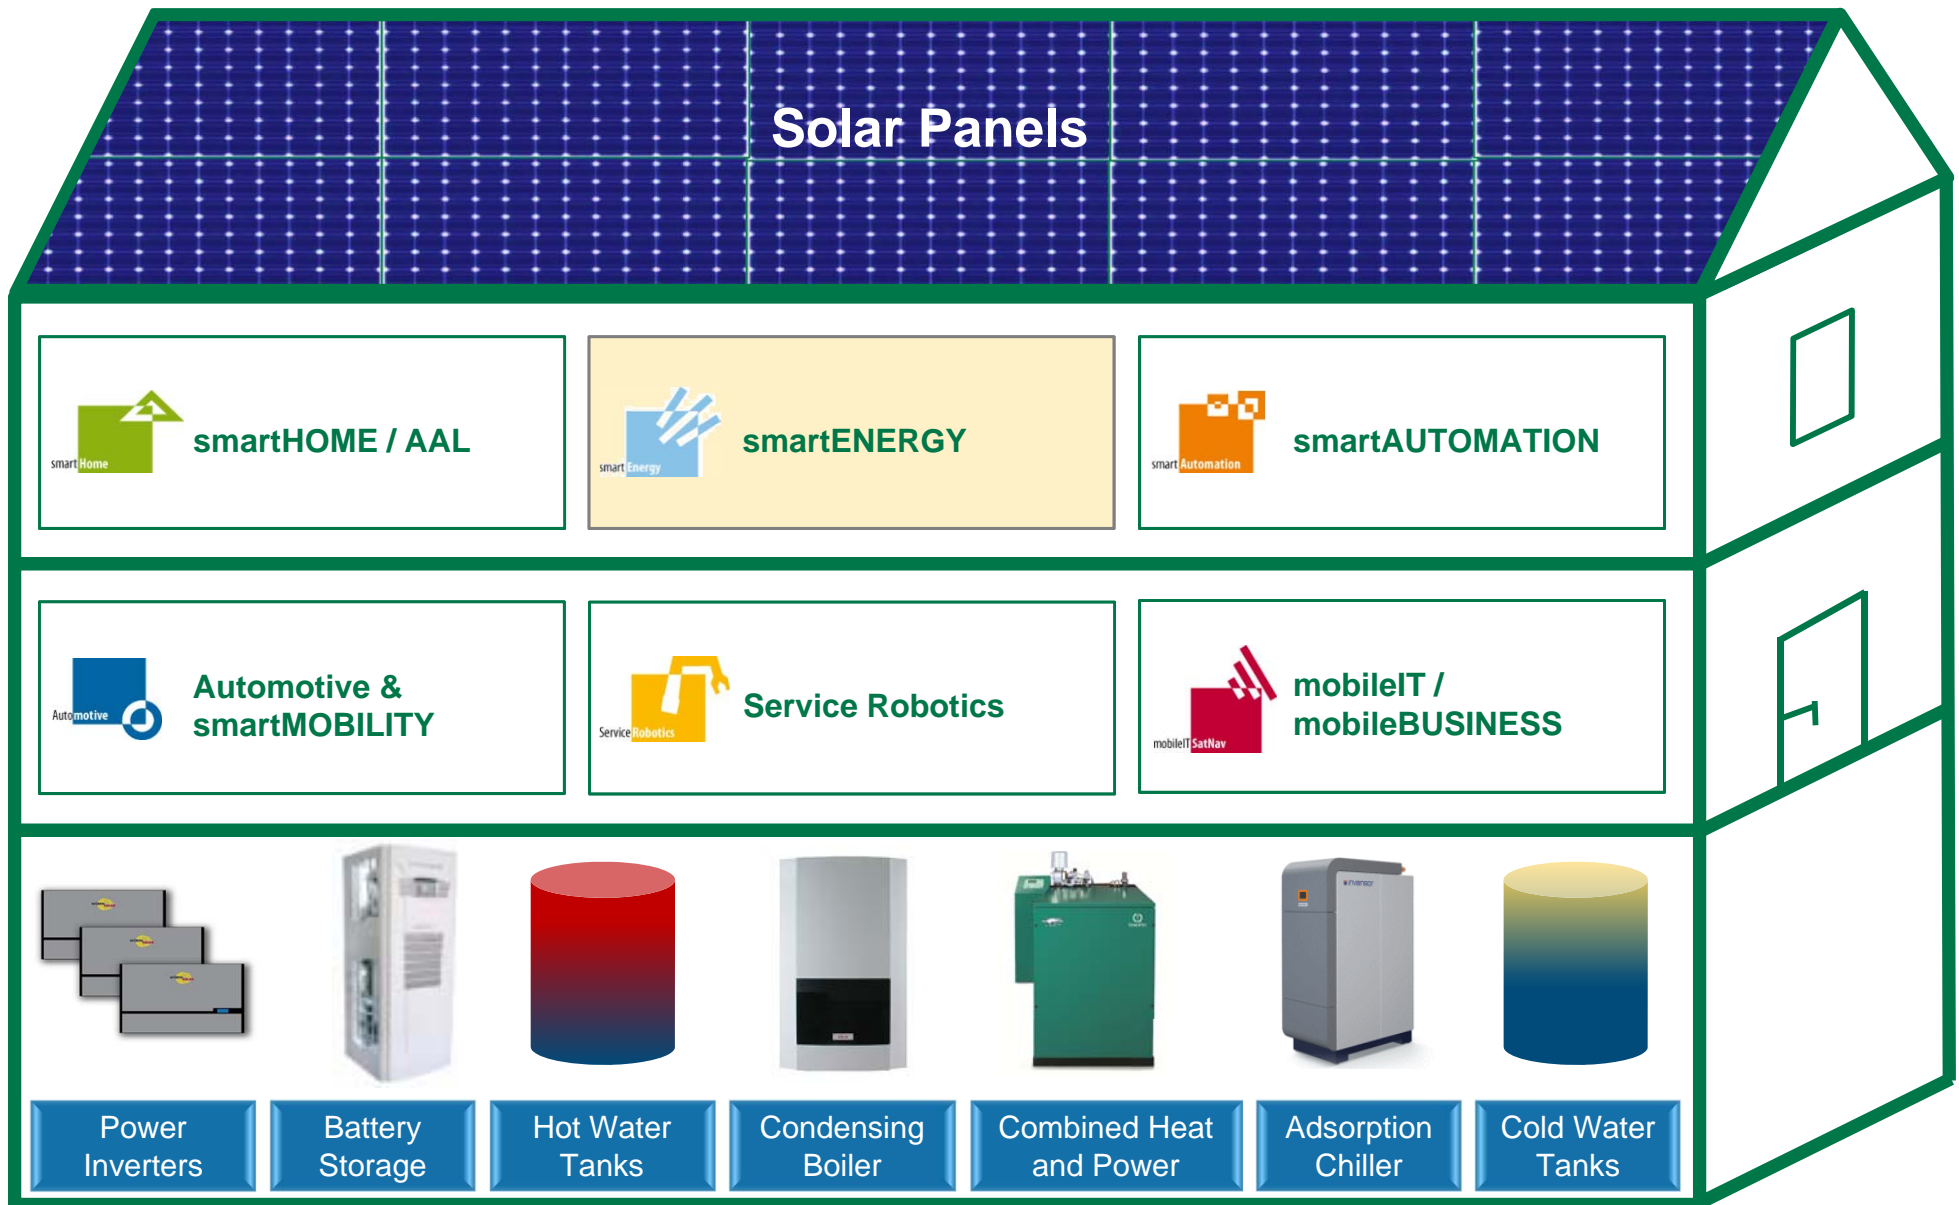 Solar Panels
smart Home
smartHOME / AAL
smart Energy
smartENERGY
smart Automation
smartAUTOMATION
Automotive
Automotive &
smartMOBILITY
Service Robotics
Service Robotics
mobileIT SatNav
mobileIT /
mobileBUSINESS
invensor
Power
Inverters
Battery
Storage
Hot Water
Tanks
Condensing
Boiler
Combined Heat
and Power
Adsorption
Chiller
Cold Water
Tanks